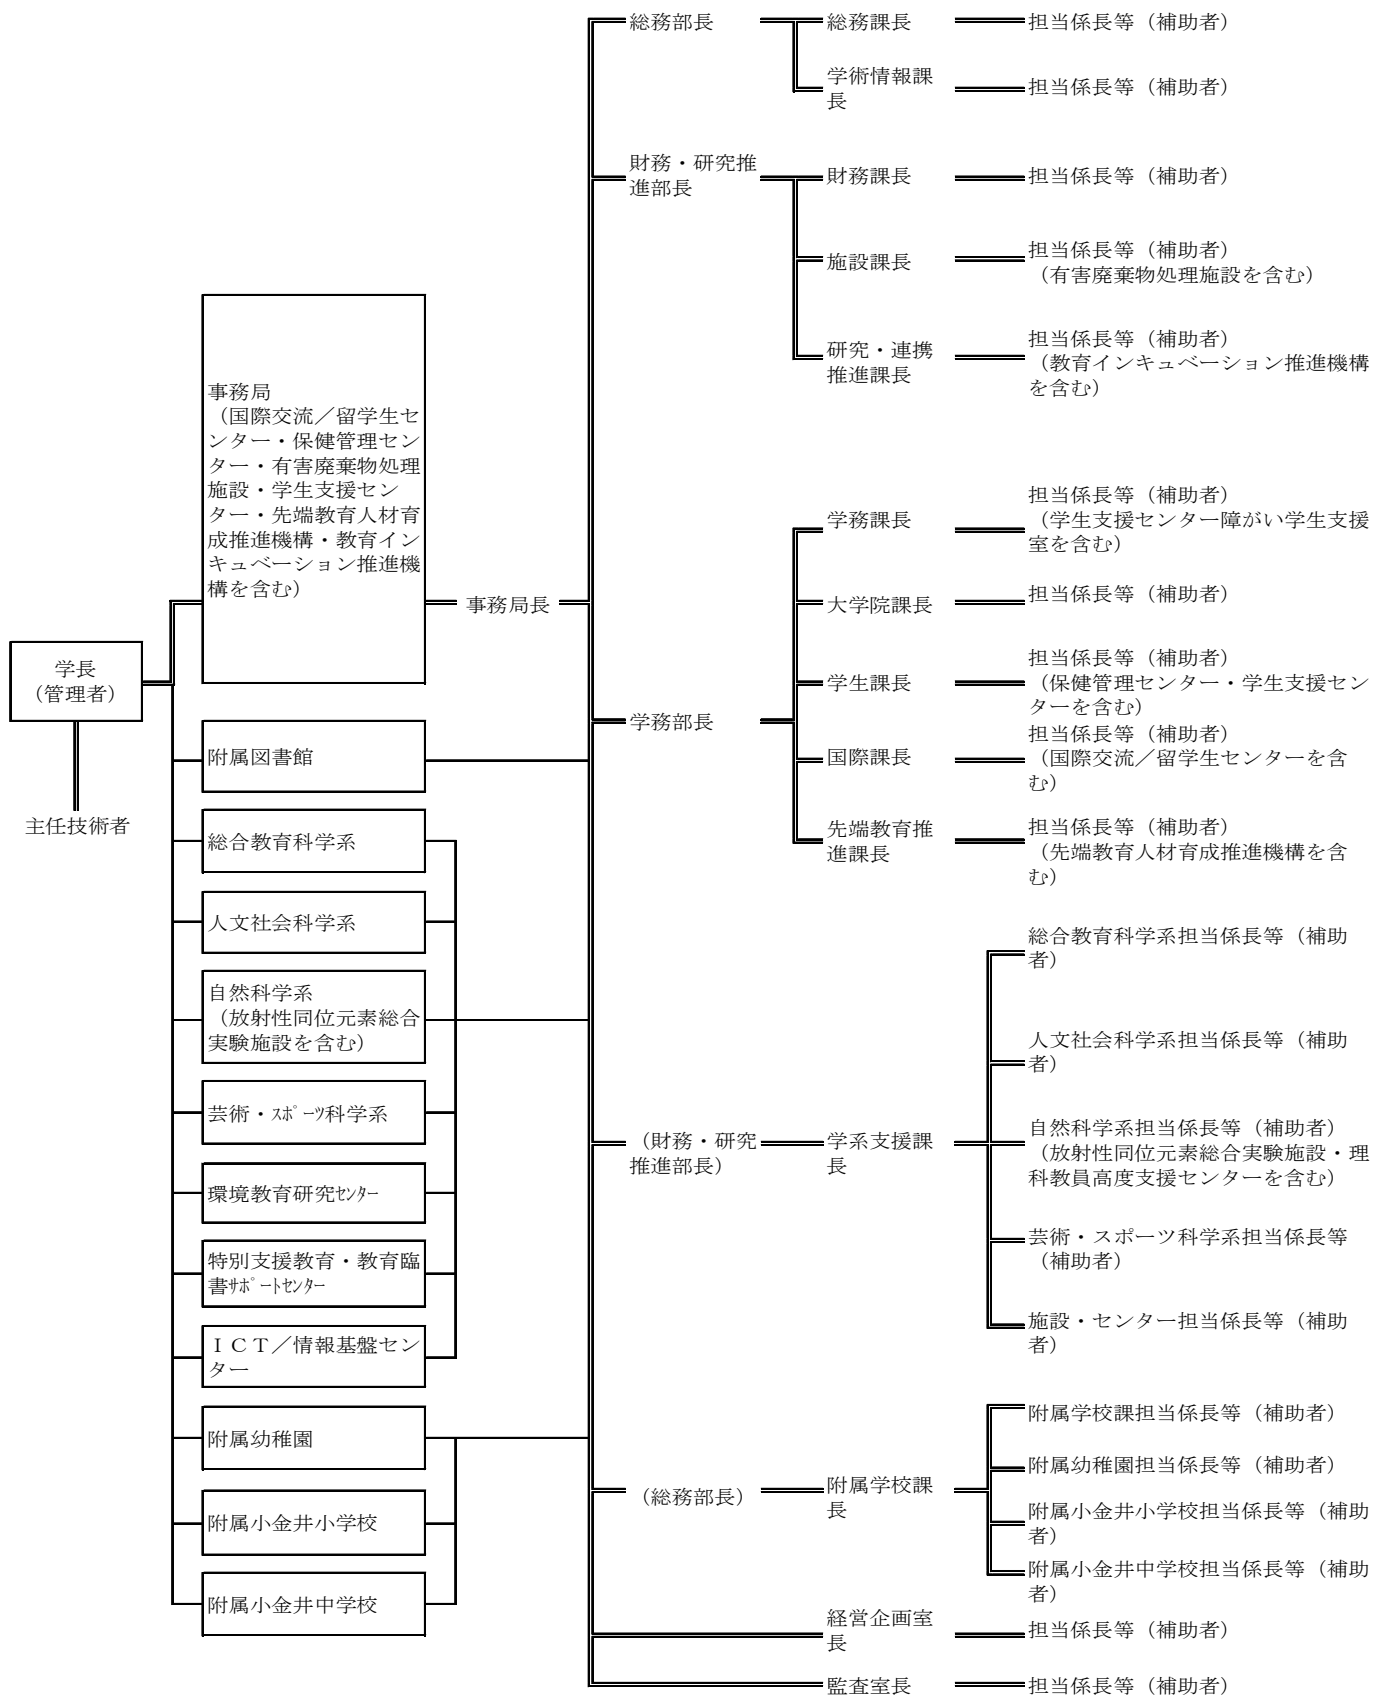 学長
（管理者）
主任技術者
事務局
（国際交流／留学生セ
ンター・保健管理セン
ター・有害廃棄物処理
施設・学生支援セン
ター・先端教育人材育
成推進機構・教育イン
キュベーション推進機
構を含む）
附属図書館
総合教育科学系
人文社会科学系
自然科学系
（放射性同位元素総合
実験施設を含む）
芸術・ｽﾎﾟｰﾂ科学系
環境教育研究ｾﾝﾀｰ
特別支援教育・教育臨
書ｻﾎﾟｰﾄｾﾝﾀｰ
ＩＣＴ／情報基盤セン
ター
附属幼稚園
附属小金井小学校
附属小金井中学校
事務局長
総務部長
総務課長
担当係長等（補助者）
学術情報課
長
担当係長等（補助者）
財務・研究推
進部長
財務課長
担当係長等（補助者）
施設課長
担当係長等（補助者）
（有害廃棄物処理施設を含む）
研究・連携
推進課長
担当係長等（補助者）
（教育インキュベーション推進機構
を含む）
学務部長
学務課長
担当係長等（補助者）
（学生支援センター障がい学生支援
室を含む）
大学院課長
担当係長等（補助者）
学生課長
担当係長等（補助者）
（保健管理センター・学生支援セン
ターを含む）
国際課長
担当係長等（補助者）
（国際交流／留学生センターを含
む）
先端教育推
進課長
担当係長等（補助者）
（先端教育人材育成推進機構を含
む）
（財務・研究
推進部長）
学系支援課
長
総合教育科学系担当係長等（補助
者）
人文社会科学系担当係長等（補助
者）
自然科学系担当係長等（補助者）
（放射性同位元素総合実験施設・理
科教員高度支援センターを含む）
芸術・スポーツ科学系担当係長等
（補助者）
施設・センター担当係長等（補助
者）
（総務部長）
附属学校課
長
附属学校課担当係長等（補助者）
附属幼稚園担当係長等（補助者）
附属小金井小学校担当係長等（補助
者）
附属小金井中学校担当係長等（補助
者）
経営企画室
長
担当係長等（補助者）
監査室長
担当係長等（補助者）